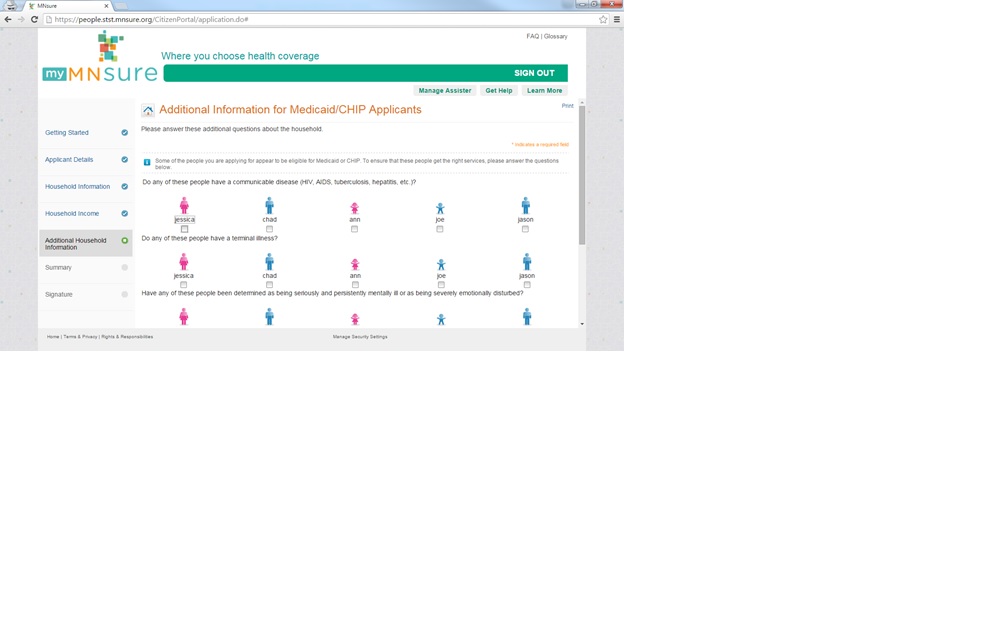 MNsure
https://people.stst.mnsure.org/CitizenPortal/application.do#
FAQ | Glossary
Where you choose health coverage
my MNsure
SIGN OUT
Manage Assister Get Help Learn More
Additional Information for Medicaid/CHIP Applicants
Print
Please answer these additional questions about the household.
* indicates a required field
Some of the people you are applying for appear to be eligible for Medicaid or CHIP. To ensure that these people get the right services, please answer the questions
below.
Getting Started
Applicant Details
Household Information
Household Income
Additional Household
Information
Summary
Signature
Do any of these people have a communicable disease (HIV, AIDS, tuberculosis, hepatitis, etc.)?
jessica chad ann joe jason
Do any of these people have a terminal illness?
jessica chad ann joe jason
Have any of these people been determined as being seriously and persistently mentally ill or as being severely emotionally disturbed?
Home | Terms & Privacy | Rights & Responsibilities
Manage Security Settings